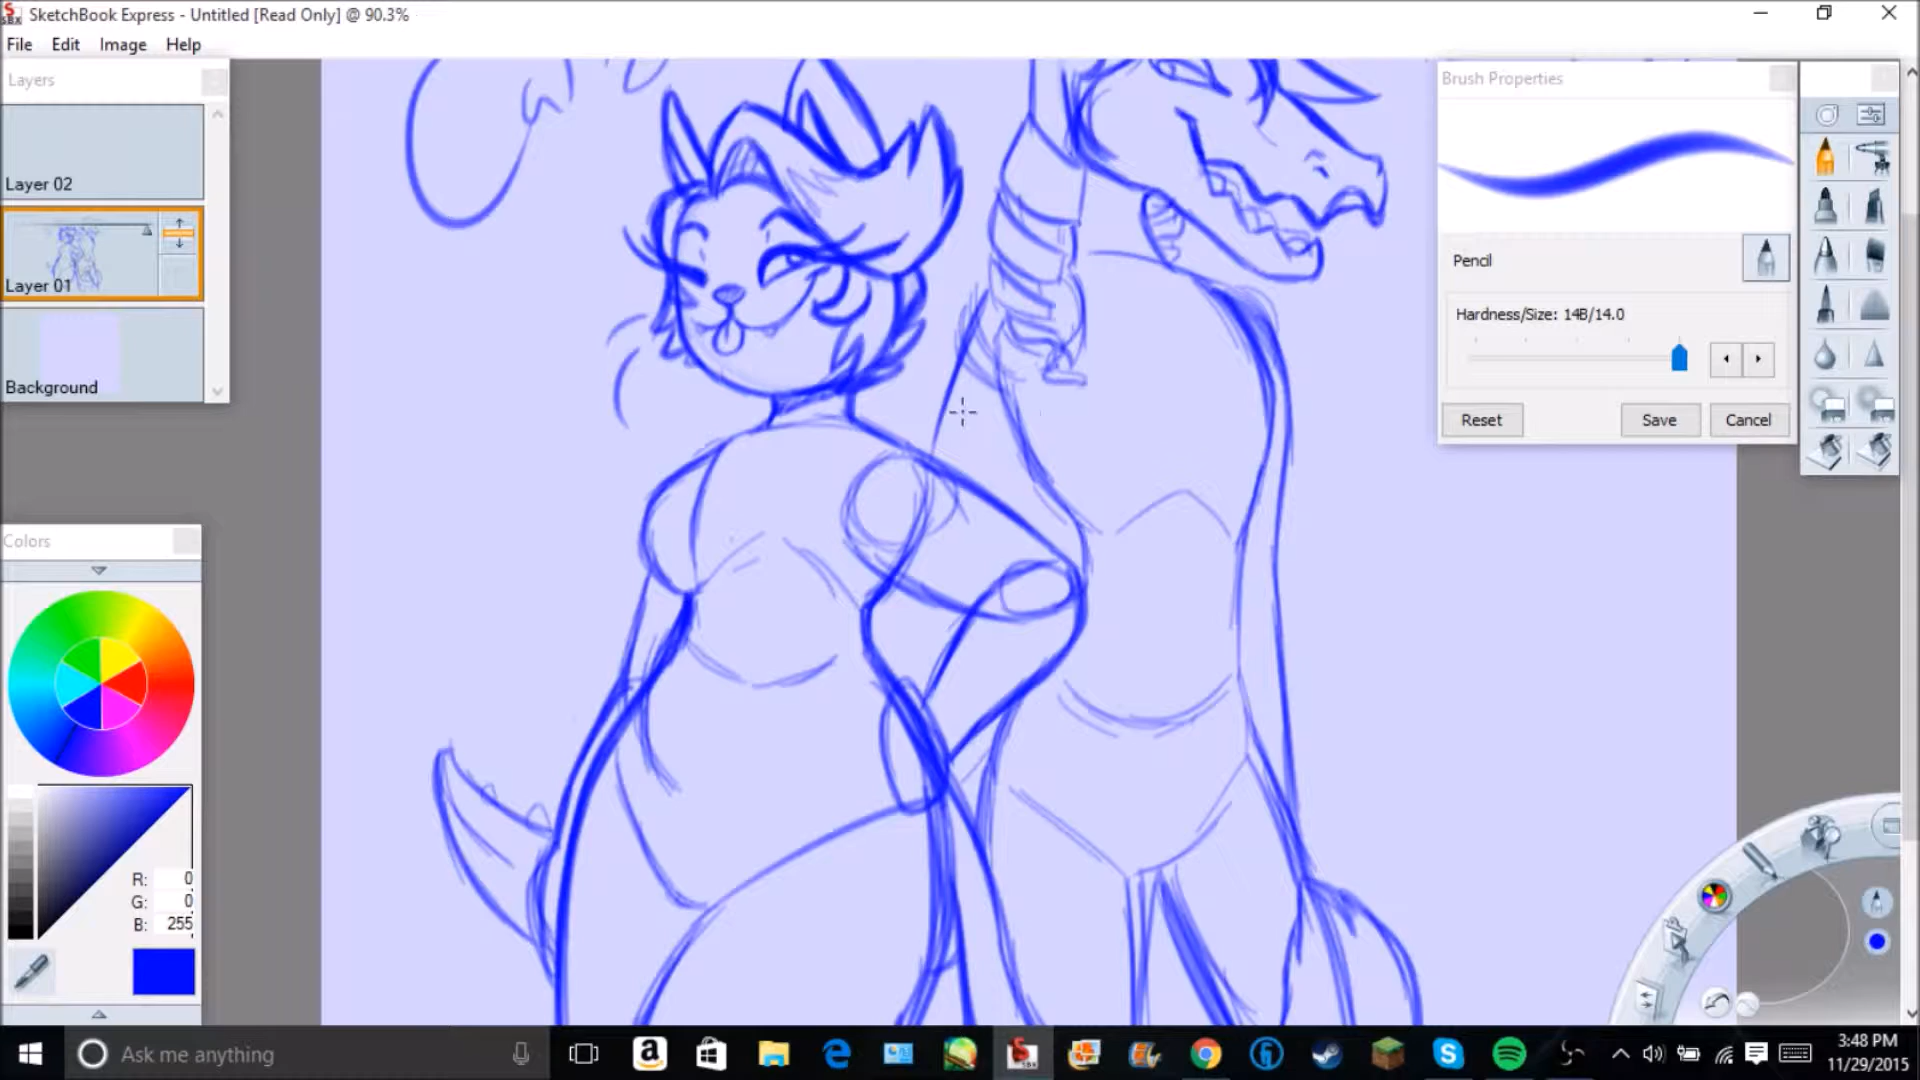 SketchBook Express - Untitled [Read Only] @ 90.3%
File Edit Image Help
Layers
Layer 02
Layer 01
Background
Colors
R: 0
G: 0
B: 255
Brush Properties
Pencil
Hardness/Size: 14B/14.0
Reset Save Cancel
Ask me anything
3:48 PM
11/29/2015